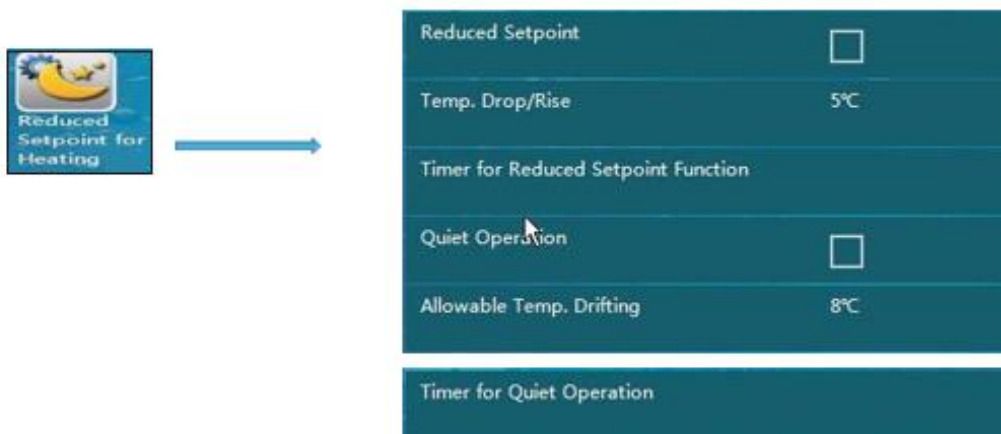 Reduced
Setpoint for
Heating
Reduced Setpoint
Temp. Drop/Rise 5℃
Timer for Reduced Setpoint Function
Quiet Operation
Allowable Temp. Drifting 8℃
Timer for Quiet Operation